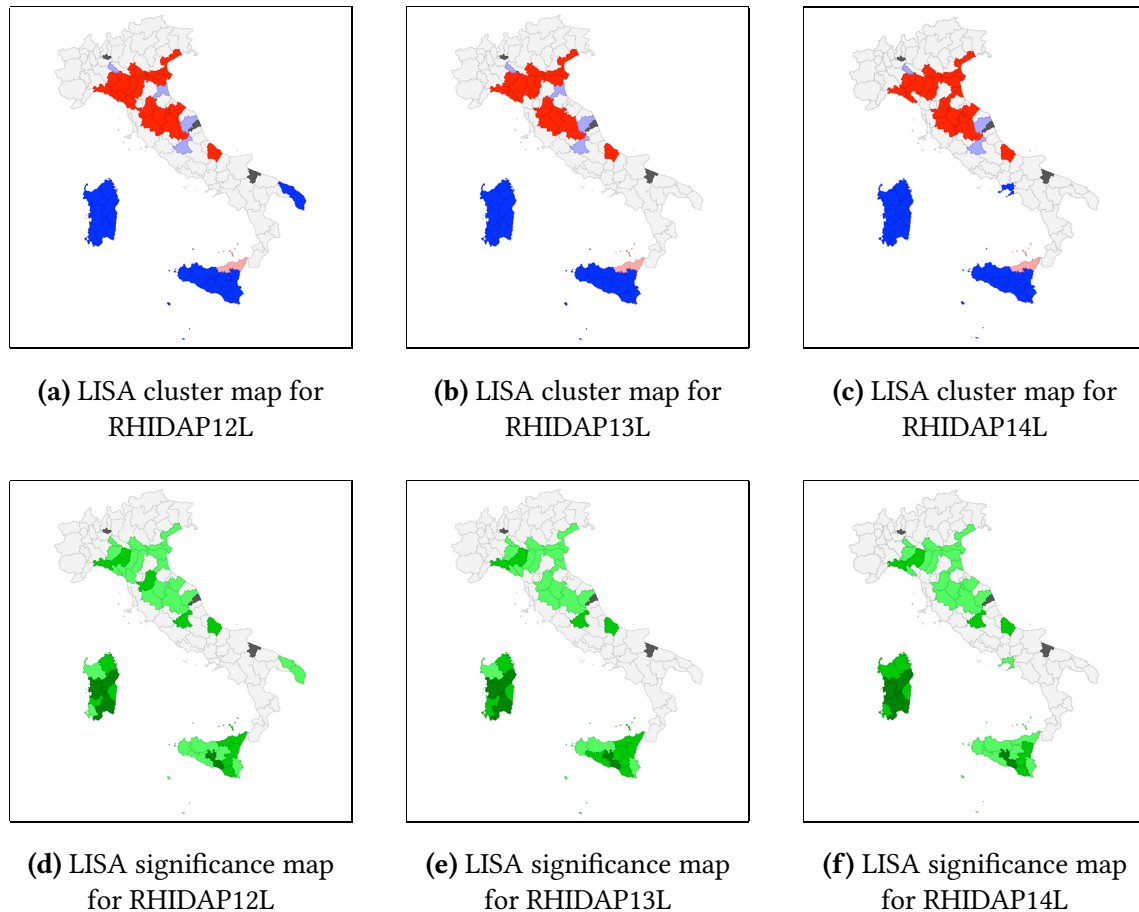 (a) LISA cluster map for
RHIDAP12L
(b) LISA cluster map for
RHIDAP13L
(c) LISA cluster map for
RHIDAP14L
(d) LISA significance map
for RHIDAP12L
(e) LISA significance map
for RHIDAP13L
(f) LISA significance map
for RHIDAP14L